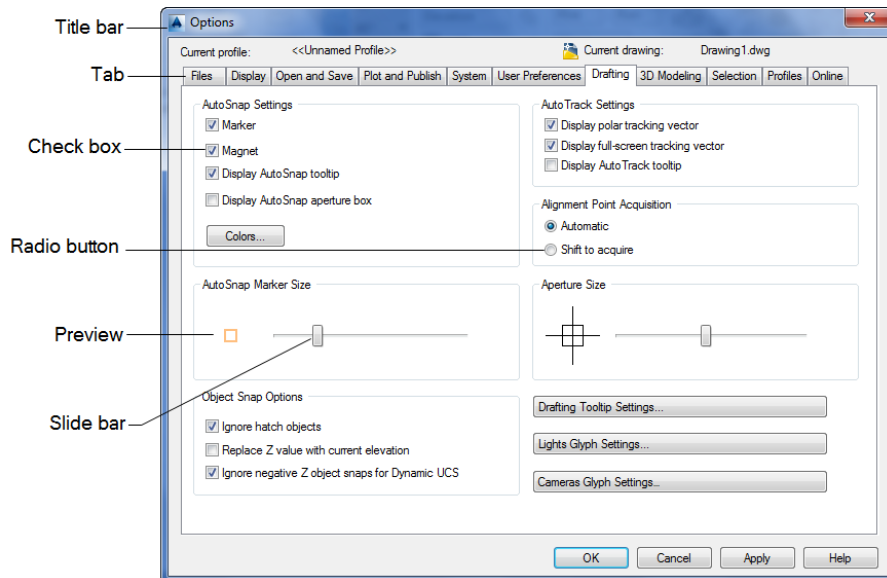 Title bar
Options
Current profile: <<Unnamed Profile>> Current drawing: Drawing1.dwg
Tab
Files Display Open and Save Plot and Publish System User Preferences Drafting 3D Modeling Selection Profiles Online
AutoSnap Settings
Marker
Check box
Magnet
Display AutoSnap tooltip
Display AutoSnap aperture box
Colors...
AutoTrack Settings
Display polar tracking vector
Display full-screen tracking vector
Display AutoTrack tooltip
Alignment Point Acquisition
Automatic
Radio button
Shift to acquire
AutoSnap Marker Size
Preview
Aperture Size
Slide bar
Object Snap Options
Ignore hatch objects
Replace Z value with current elevation
Ignore negative Z object snaps for Dynamic UCS
Drafting Tooltip Settings...
Lights Glyph Settings...
Cameras Glyph Settings...
OK Cancel Apply Help